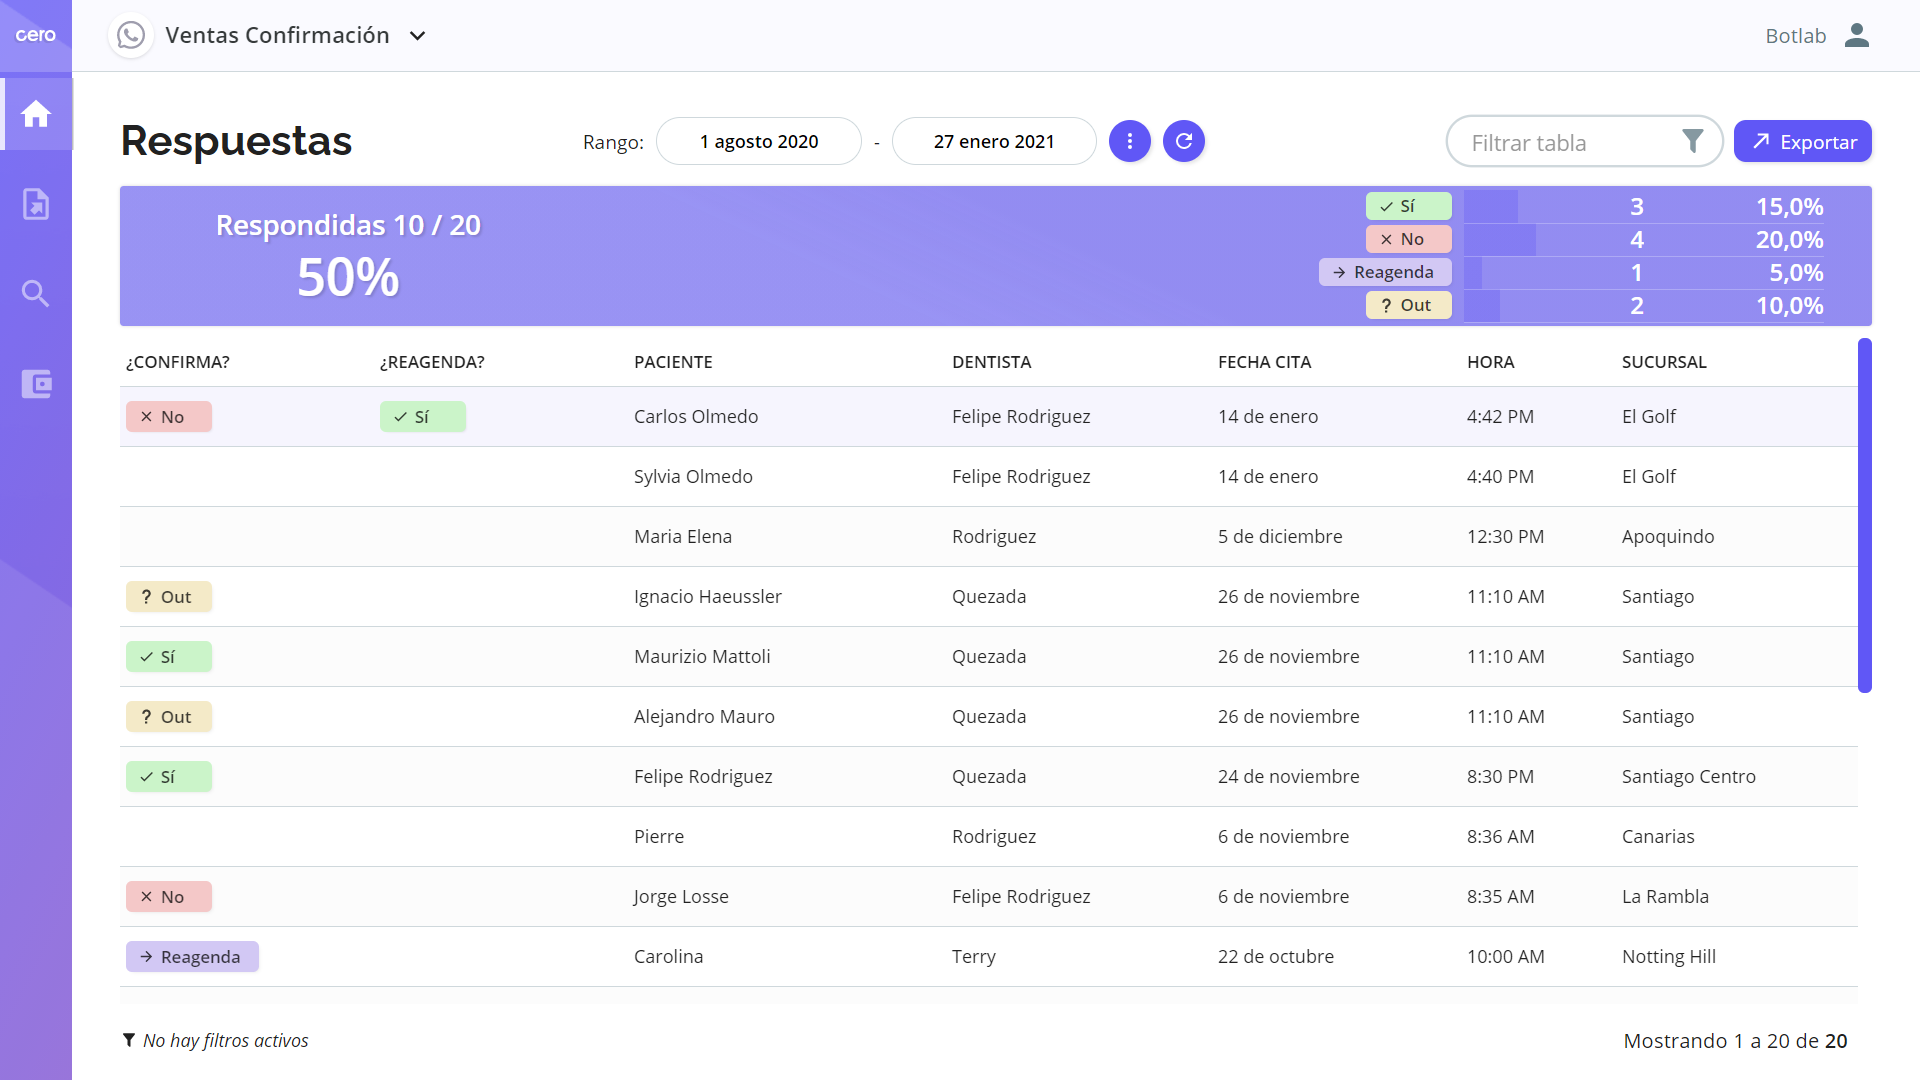 cero
Ventas Confirmación
Botlab
Respuestas
Rango: 1 agosto 2020 - 27 enero 2021
Filtrar tabla
Exportar
Respondidas 10 / 20
50%
Sí 3 15,0%
No 4 20,0%
Reagenda 1 5,0%
? Out 2 10,0%
¿CONFIRMA? ¿REAGENDA? PACIENTE DENTISTA FECHA CITA HORA SUCURSAL
No Sí Carlos Olmedo Felipe Rodriguez 14 de enero 4:42 PM El Golf
Sylvia Olmedo Felipe Rodriguez 14 de enero 4:40 PM El Golf
Maria Elena Rodriguez 5 de diciembre 12:30 PM Apoquindo
? Out Ignacio Haeussler Quezada 26 de noviembre 11:10 AM Santiago
Sí Maurizio Mattoli Quezada 26 de noviembre 11:10 AM Santiago
? Out Alejandro Mauro Quezada 26 de noviembre 11:10 AM Santiago
Sí Felipe Rodriguez Quezada 24 de noviembre 8:30 PM Santiago Centro
Pierre Rodriguez 6 de noviembre 8:36 AM Canarias
No Jorge Losse Felipe Rodriguez 6 de noviembre 8:35 AM La Rambla
Reagenda Carolina Terry 22 de octubre 10:00 AM Notting Hill
No hay filtros activos
Mostrando 1 a 20 de 20